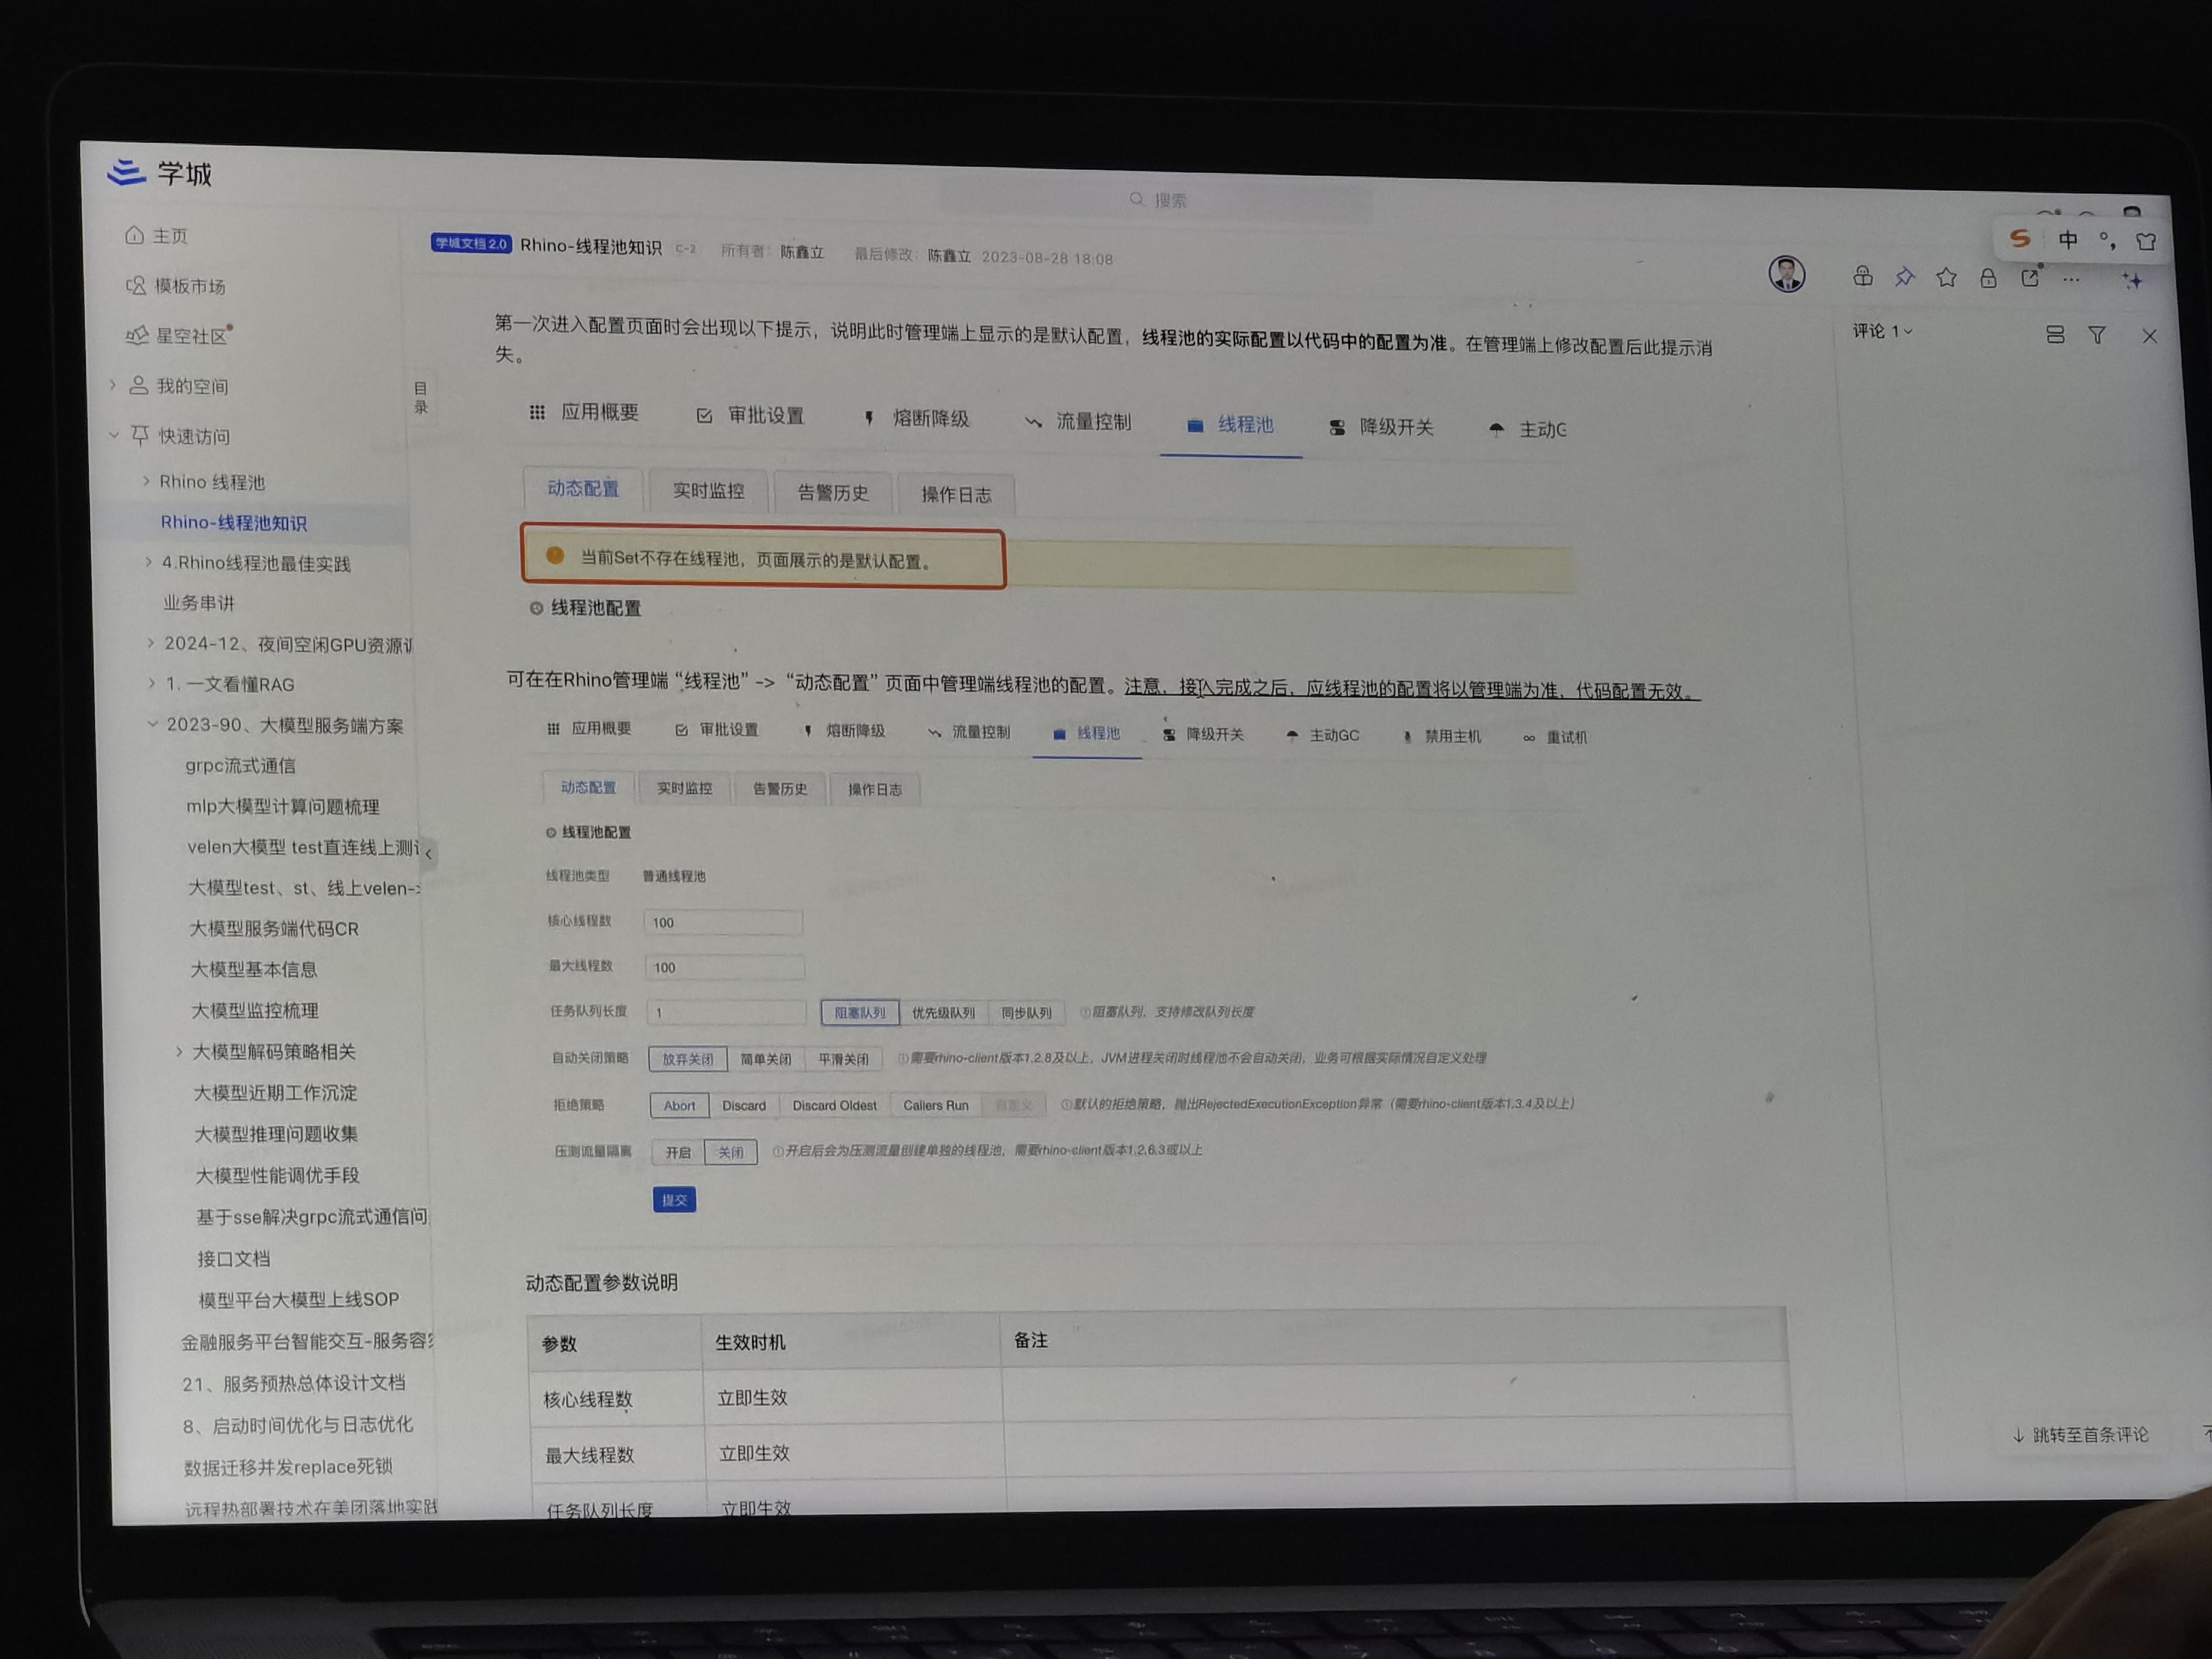 学城
搜索
中
主页
模板市场
星空社区
我的空间
快速访问
Rhino 线程池
Rhino-线程池知识
4.Rhino线程池最佳实践
业务串讲
2024-12、夜间空闲GPU资源
1. 一文看懂RAG
2023-90、大模型服务端方案
grpc流式通信
mlp大模型计算问题梳理
velen大模型 test直连线上测
大模型test、st、线上velen->
大模型服务端代码CR
大模型基本信息
大模型监控梳理
大模型解码策略相关
大模型近期工作沉淀
大模型推理问题收集
大模型性能调优手段
基于sse解决grpc流式通信问
接口文档
模型平台大模型上线SOP
金融服务平台智能交互-服务容
21、服务预热总体设计文档
8、启动时间优化与日志优化
数据迁移并发replace死锁
远程热部署技术在美团落地实践
学城文档2.0 Rhino-线程池知识 C-2 所有者：陈鑫立 最后修改：陈鑫立 2023-08-28 18:08
目录
第一次进入配置页面时会出现以下提示，说明此时管理端上显示的是默认配置，线程池的实际配置以代码中的配置为准。在管理端上修改配置后此提示消
失。
应用概要 审批设置 熔断降级 流量控制 线程池 降级开关 主动G
动态配置 实时监控 告警历史 操作日志
当前Set不存在线程池，页面展示的是默认配置。
线程池配置
可在在Rhino管理端“线程池” -> “动态配置” 页面中管理端线程池的配置。注意，接入完成之后，应线程池的配置将以管理端为准，代码配置无效。
应用概要 审批设置 熔断降级 流量控制 线程池 降级开关 主动GC 禁用主机 重试机
动态配置 实时监控 告警历史 操作日志
线程池配置
线程池类型 普通线程池
核心线程数 100
最大线程数 100
任务队列长度 1 阻塞队列 优先级队列 同步队列 阻塞队列，支持修改队列长度
自动关闭策略 放弃关闭 简单关闭 平滑关闭 需要rhino-client版本1.2.8及以上，JVM进程关闭时线程池不会自动关闭，业务可根据实际情况自定义处理
拒绝策略 Abort Discard Discard Oldest Callers Run 自定义 默认的拒绝策略，抛出RejectedExecutionException异常（需要rhino-client版本1.3.4及以上）
压测流量隔离 开启 关闭 开启后会为压测流量创建单独的线程池，需要rhino-client版本1.2.6.3或以上
提交
动态配置参数说明
参数 生效时机 备注
核心线程数 立即生效
最大线程数 立即生效
任务队列长度 立即生效
评论 1
跳转至首条评论